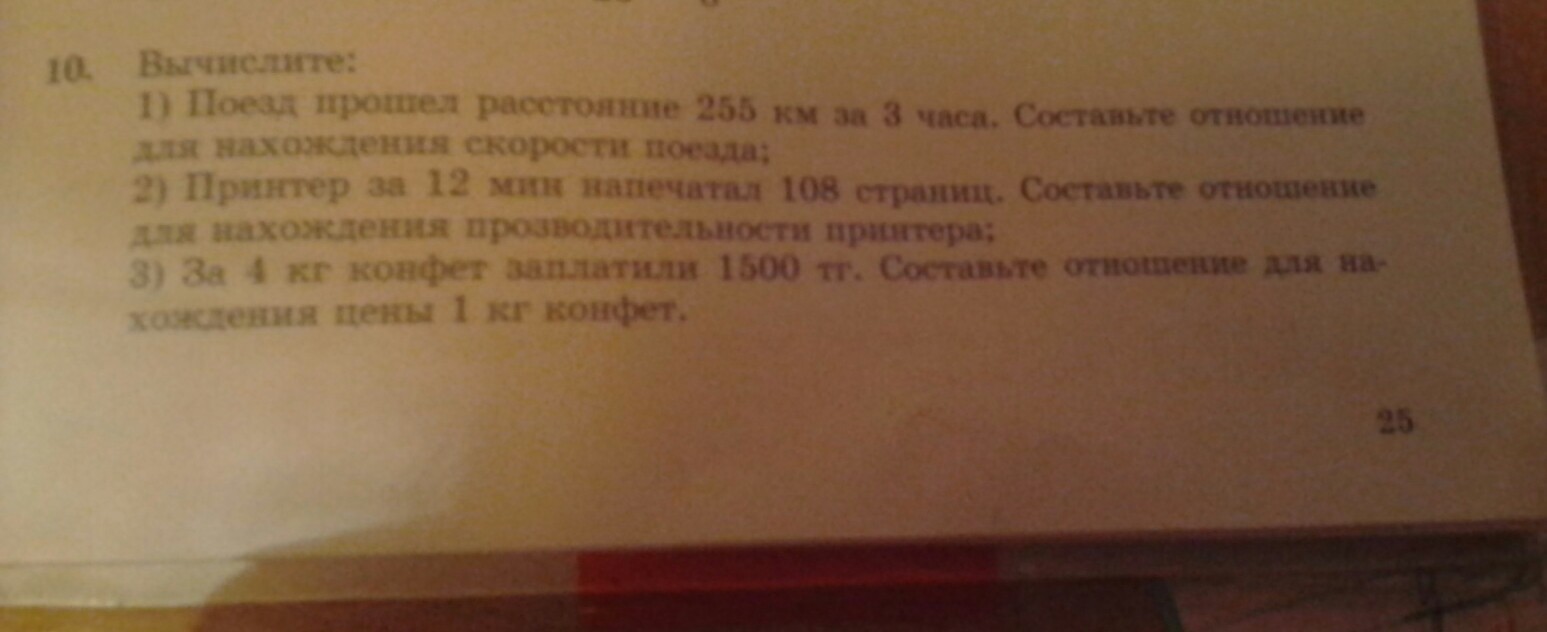 10. Вычислите:
1) Поезд прошел расстояние 255 км за 3 часа. Составьте отношение
для нахождения скорости поезда;
2) Принтер за 12 мин напечатал 108 страниц. Составьте отношение
для нахождения прозводительности принтера;
3) За 4 кг конфет заплатили 1500 тг. Составьте отношение для на-
хождения цены 1 кг конфет.
25